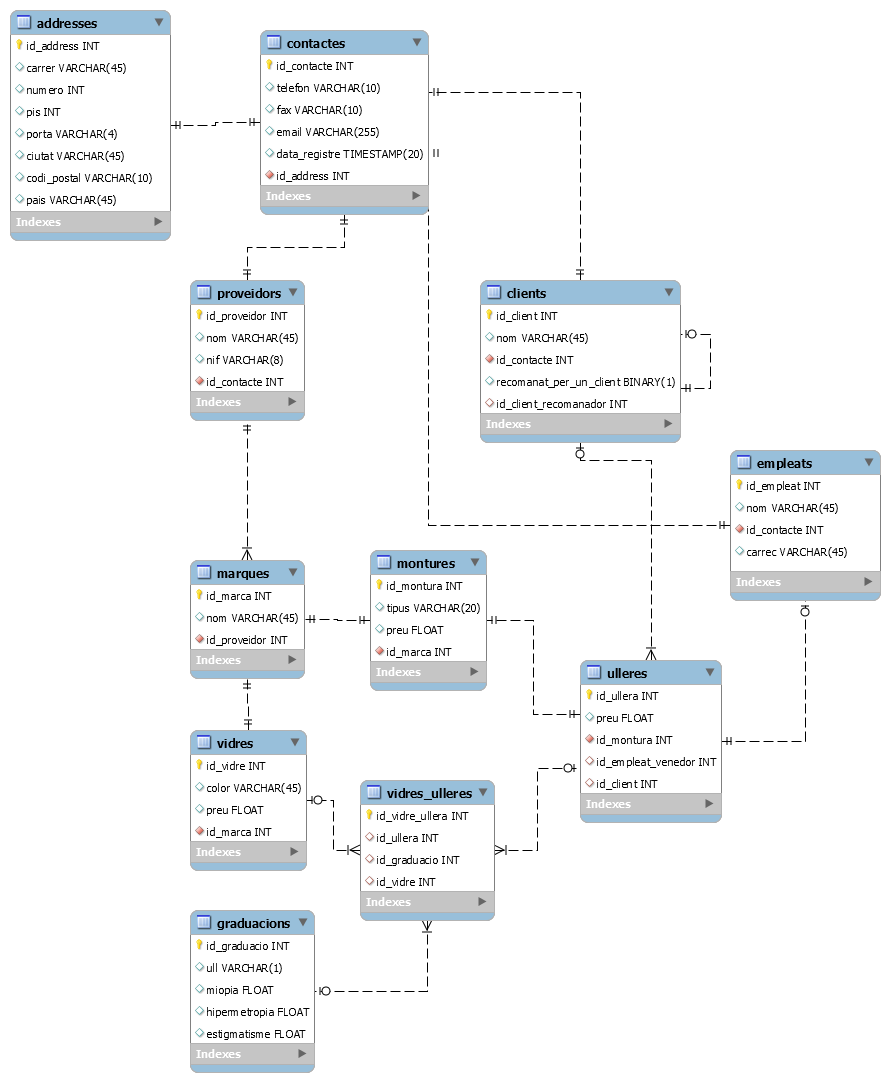 addresses
id_address INT
carrer VARCHAR(45)
numero INT
pis INT
porta VARCHAR(4)
ciutat VARCHAR(45)
codi_postal VARCHAR(10)
pais VARCHAR(45)
Indexes
contactes
id_contacte INT
telefon VARCHAR(10)
fax VARCHAR(10)
email VARCHAR(255)
data_registre TIMESTAMP(20)
id_address INT
Indexes
proveidors
id_proveidor INT
nom VARCHAR(45)
nif VARCHAR(8)
id_contacte INT
Indexes
clients
id_client INT
nom VARCHAR(45)
id_contacte INT
recomanat_per_un_client BINARY(1)
id_client_recomanador INT
Indexes
empleats
id_empleat INT
nom VARCHAR(45)
id_contacte INT
carrec VARCHAR(45)
Indexes
marques
id_marca INT
nom VARCHAR(45)
id_proveidor INT
Indexes
montures
id_montura INT
tipus VARCHAR(20)
preu FLOAT
id_marca INT
Indexes
ulleres
id_ullera INT
preu FLOAT
id_montura INT
id_empleat_venedor INT
id_client INT
Indexes
vidres
id_vidre INT
color VARCHAR(45)
preu FLOAT
id_marca INT
Indexes
vidres_ulleres
id_vidre_ullera INT
id_ullera INT
id_graduacio INT
id_vidre INT
Indexes
graduacions
id_graduacio INT
ull VARCHAR(1)
miopia FLOAT
hipermetropia FLOAT
estigmatisme FLOAT
Indexes